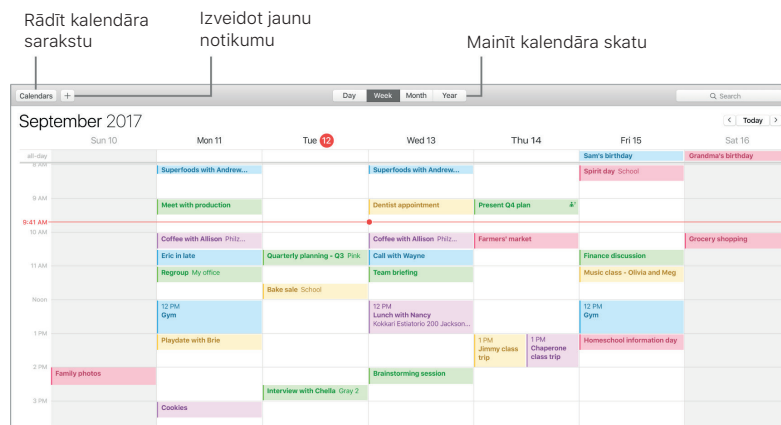 Rādīt kalendāra
sarakstu
Izveidot jaunu
notikumu
Mainīt kalendāra skatu
Calendars +
Day Week Month Year
Search
September 2017
< Today >
Sun 10 Mon 11 Tue 12 Wed 13 Thu 14 Fri 15 Sat 16
all-day
Sam's birthday
Grandma's birthday
8 AM
Superfoods with Andrew...
Superfoods with Andrew...
Spirit day School
9 AM
Meet with production
Dentist appointment
Present Q4 plan
9:41 AM
10 AM
Coffee with Allison Philz...
Coffee with Allison Philz...
Farmers' market
Grocery shopping
Eric in late
Quarterly planning - Q3 Pink
Call with Wayne
Finance discussion
11 AM
Regroup My office
Team briefing
Music class - Olivia and Meg
Bake sale School
Noon
12 PM
Gym
12 PM
Lunch with Nancy
Kokkari Estiatorio 200 Jackson...
12 PM
Gym
1 PM
Playdate with Brie
1 PM
Jimmy class
trip
1 PM
Chaperone
class trip
Homeschool information day
2 PM
Family photos
Brainstorming session
Interview with Chella Gray 2
3 PM
Cookies